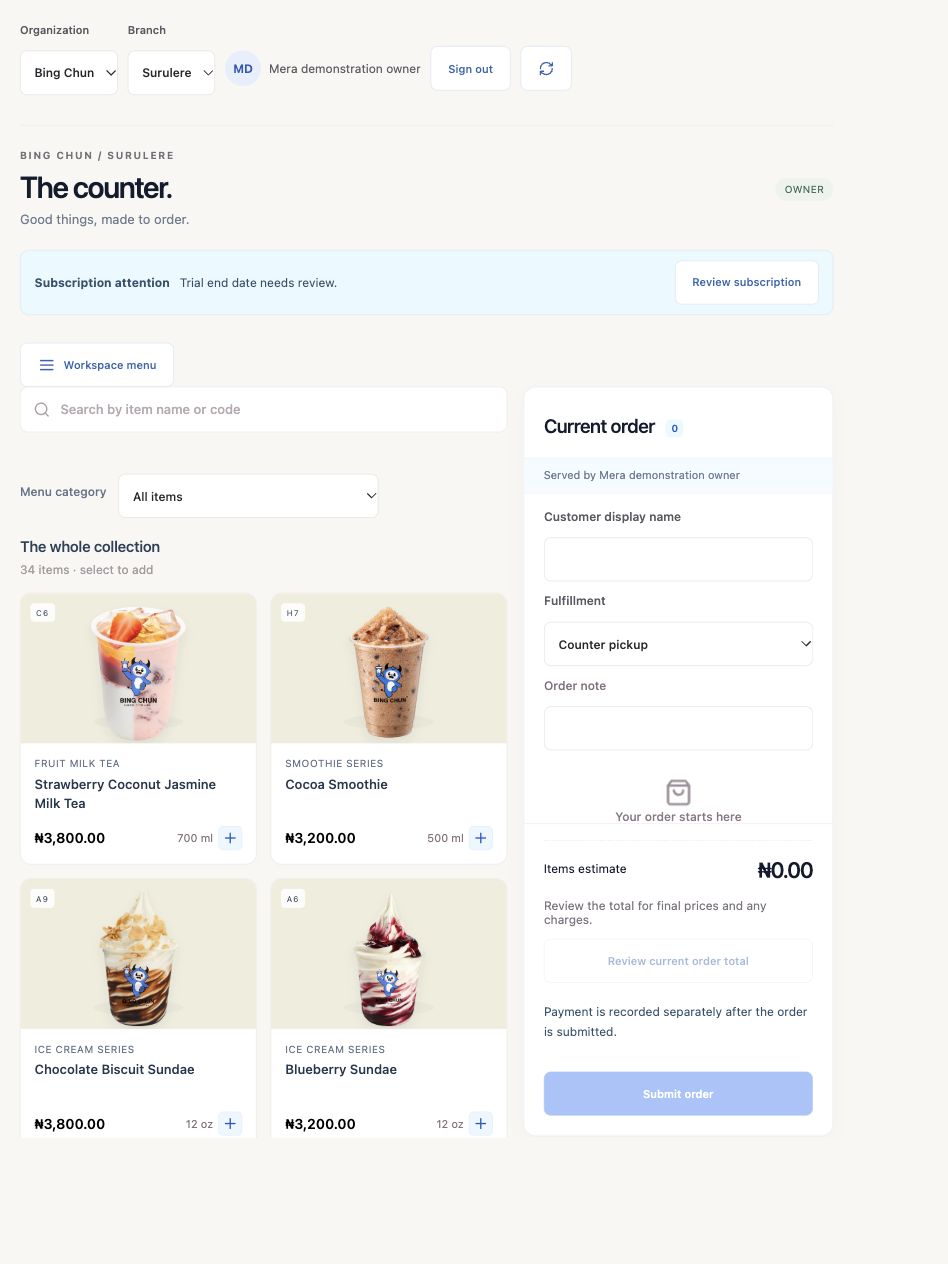 Organization
Branch
Bing Chun
Surulere
MD
Mera demonstration owner
Sign out
BING CHUN / SURULERE
The counter.
OWNER
Good things, made to order.
Subscription attention Trial end date needs review.
Review subscription
Workspace menu
Search by item name or code
Menu category
All items
The whole collection
34 items · select to add
C6
BING CHUN
FRUIT MILK TEA
Strawberry Coconut Jasmine
Milk Tea
₦3,800.00
700 ml
H7
BING CHUN
SMOOTHIE SERIES
Cocoa Smoothie
₦3,200.00
500 ml
A9
ICE CREAM SERIES
Chocolate Biscuit Sundae
₦3,800.00
12 oz
A6
ICE CREAM SERIES
Blueberry Sundae
₦3,200.00
12 oz
Current order 0
Served by Mera demonstration owner
Customer display name
Fulfillment
Counter pickup
Order note
Your order starts here
Items estimate
₦0.00
Review the total for final prices and any
charges.
Review current order total
Payment is recorded separately after the order
is submitted.
Submit order